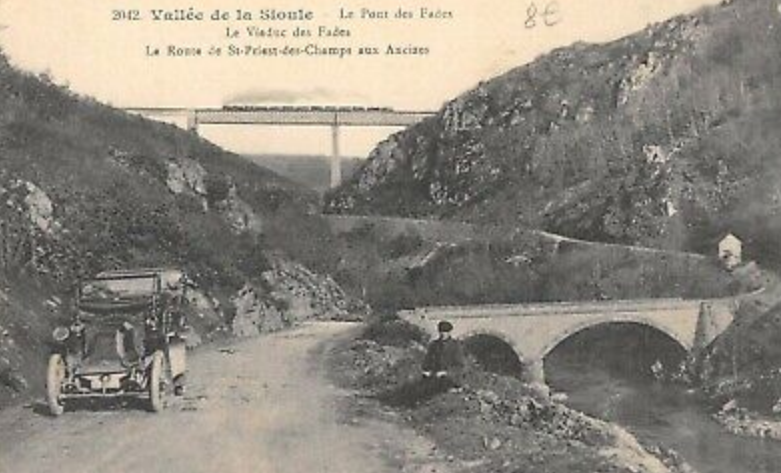 2042. Vallée de la Sioule - Le Pont des Fades
Le Viaduc des Fades
La Route de St-Priest-des-Champs aux Ancizes
8€